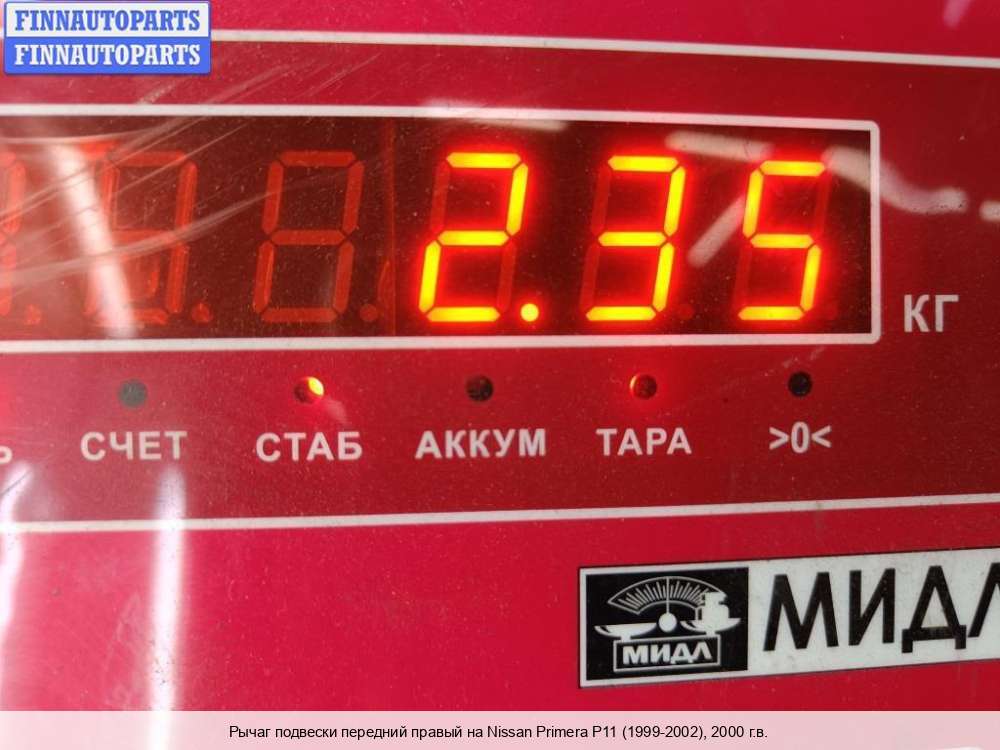 FINNAUTOPARTS
FINNAUTOPARTS
2.35
КГ
СЧЕТ СТАБ АККУМ ТАРА >0<
МИДЛ
МИДЛ
Рычаг подвески передний правый на Nissan Primera P11 (1999-2002), 2000 г.в.